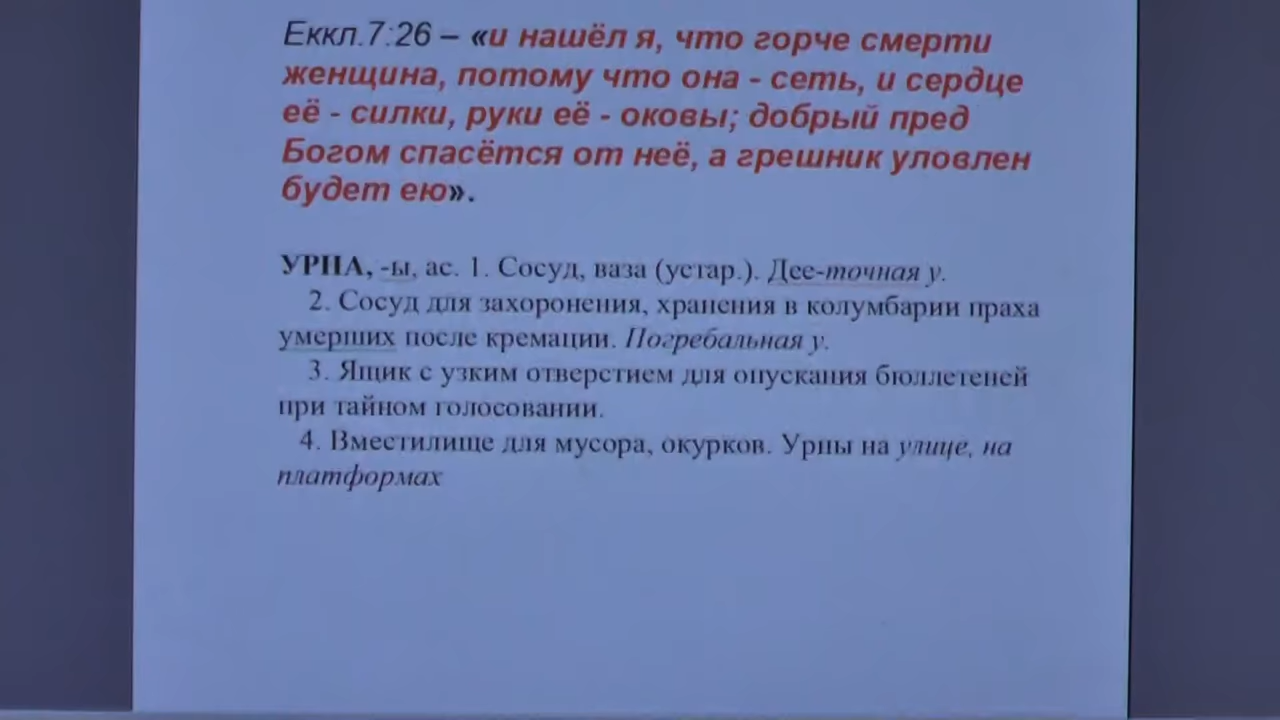 Еккл.7:26 – «и нашёл я, что горче смерти
женщина, потому что она - сеть, и сердце
её - силки, руки её - оковы; добрый пред
Богом спасётся от неё, а грешник уловлен
будет ею».
УРПА, -ы, ас. 1. Сосуд, ваза (устар.). Дее-точная у.
2. Сосуд для захоронения, хранения в колумбарии праха
умерших после кремации. Погребальная у.
3. Ящик с узким отверстием для опускания бюллетеней
при тайном голосовании.
4. Вместилище для мусора, окурков. Урны на улице, на
платформах